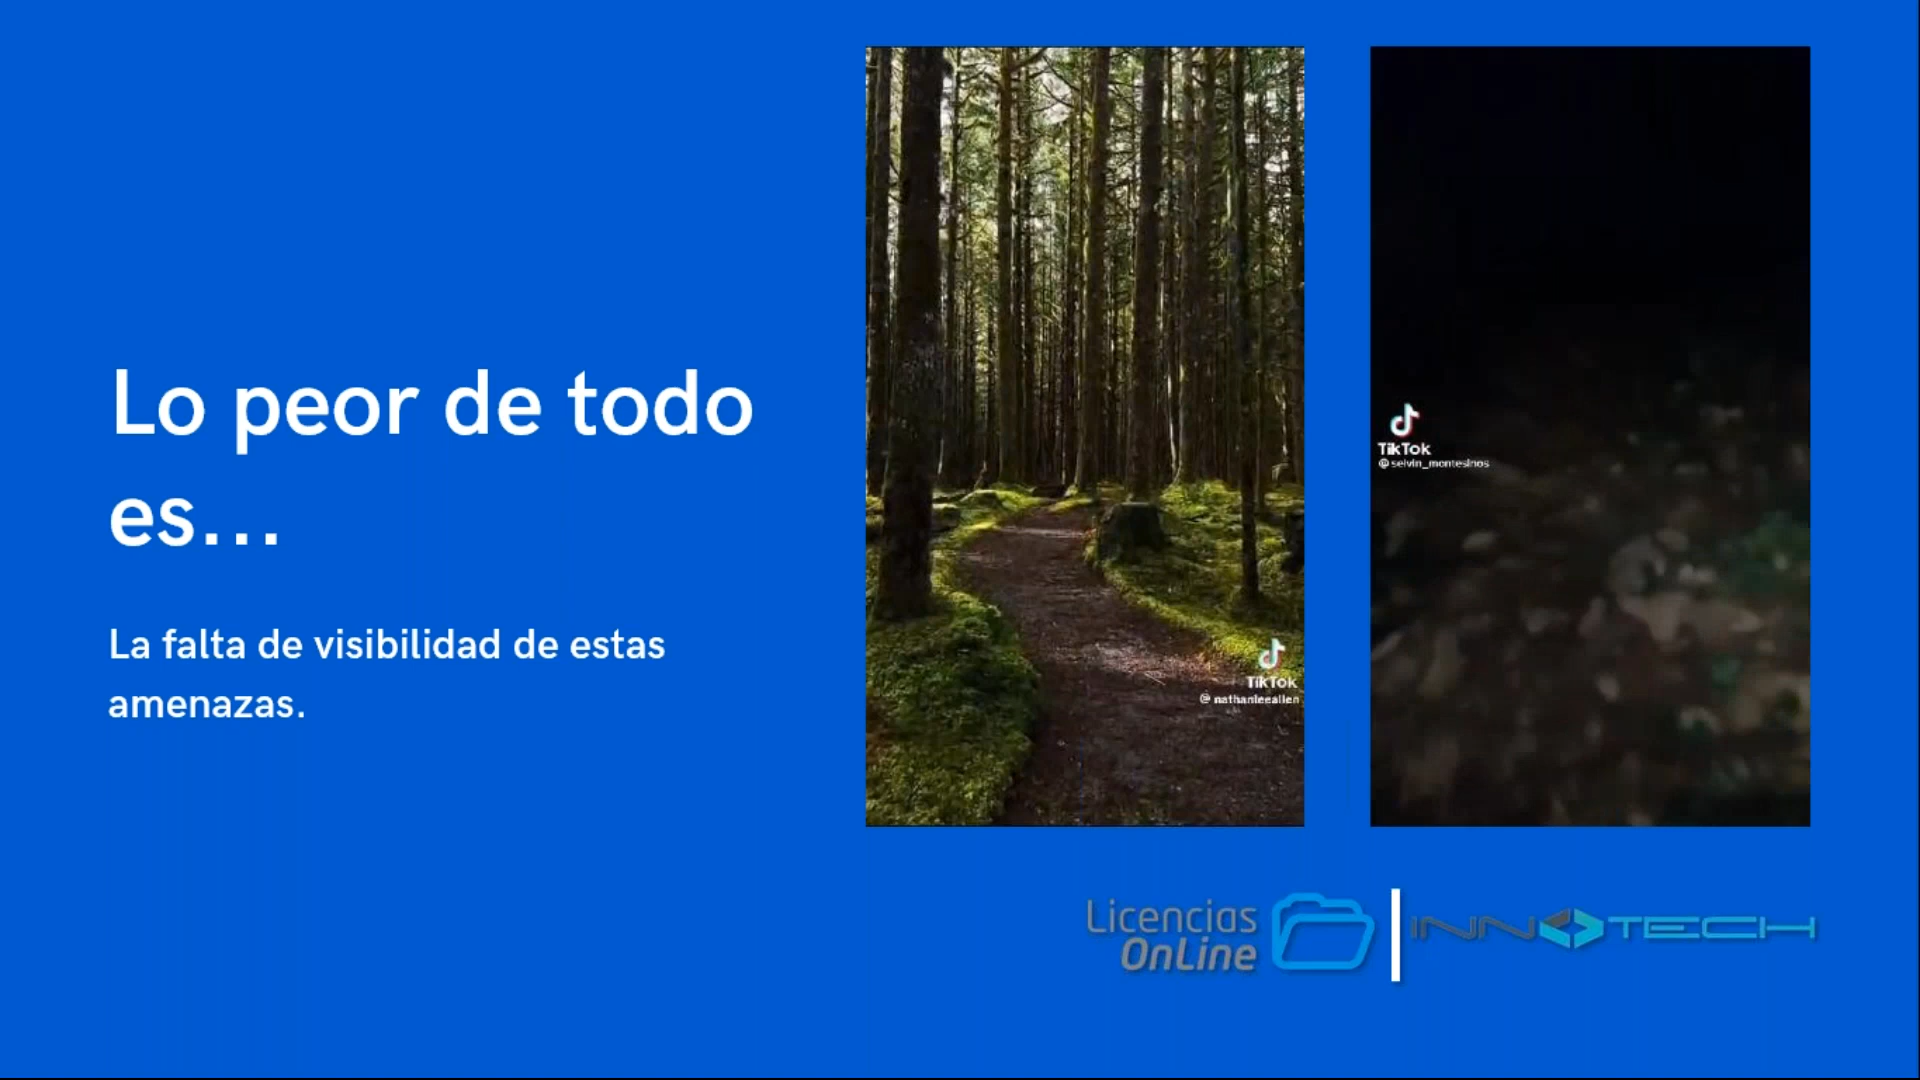 Lo peor de todo
es...
La falta de visibilidad de estas
amenazas.
TikTok
@nathanleeallen
TikTok
@selvin_montesinos
Licencias
OnLine
INNOTECH